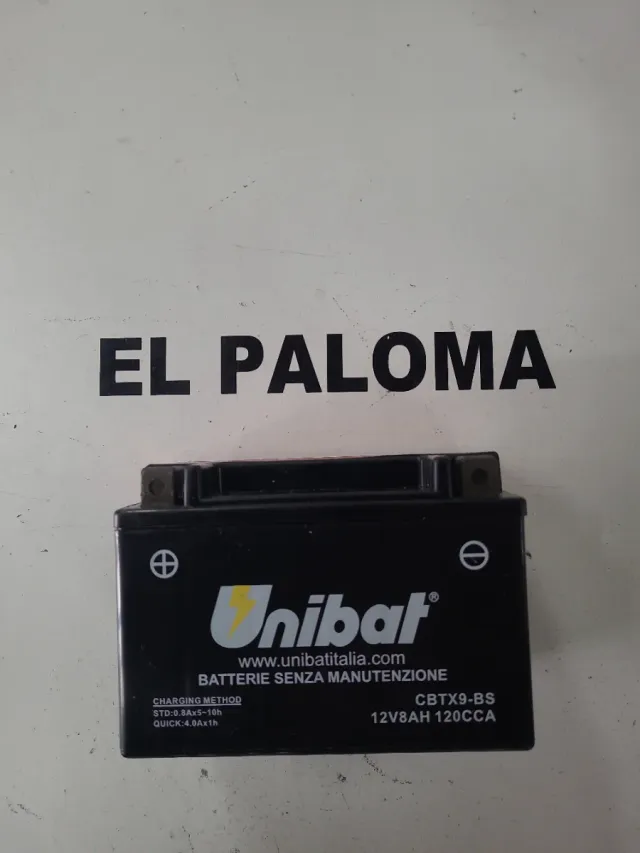 EL PALOMA
Unibat®
www.unibatitalia.com
BATTERIE SENZA MANUTENZIONE
CHARGING METHOD
STD:0.8Ax5~10h
QUICK:4.0Ax1h
CBTX9-BS
12V8AH 120CCA